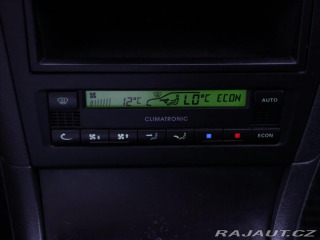 12°C LO°C ECON
AUTO
CLIMATRONIC
ECON
RAJAUT.CZ